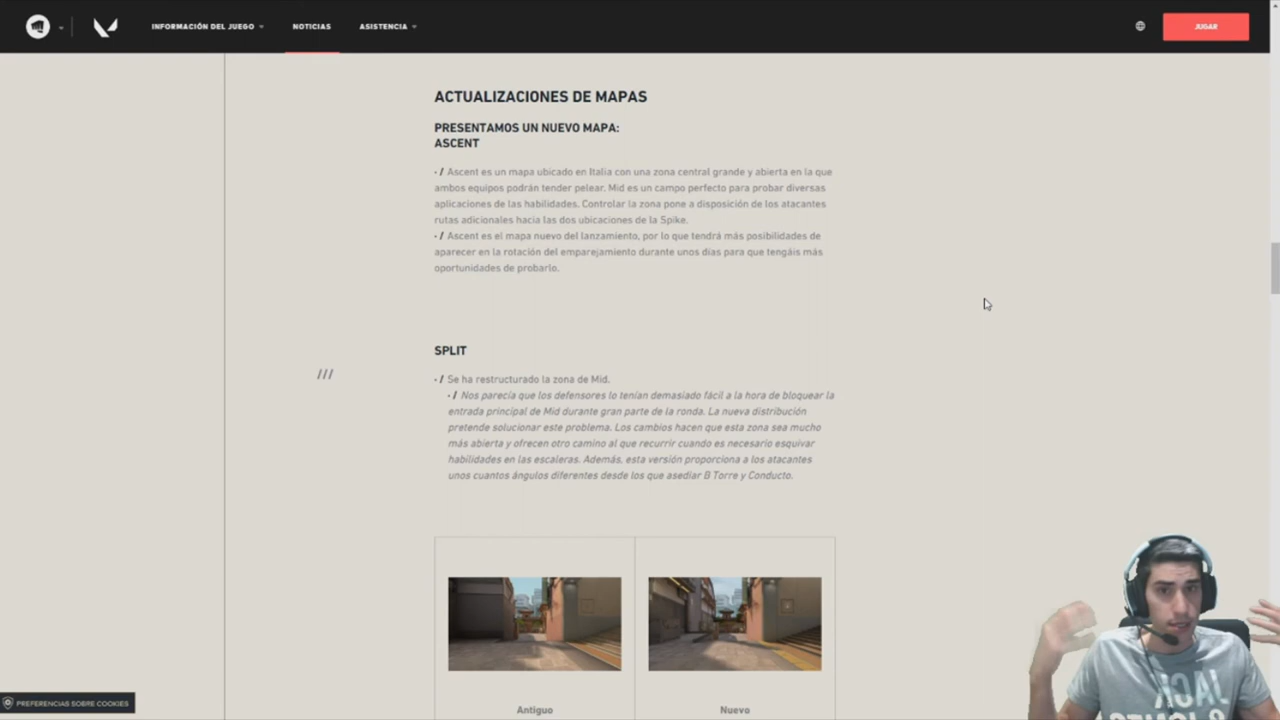 INFORMACIÓN DEL JUEGO
NOTICIAS
ASISTENCIA
JUGAR
ACTUALIZACIONES DE MAPAS
PRESENTAMOS UN NUEVO MAPA:
ASCENT
• / Ascent es un mapa ubicado en Italia con una zona central grande y abierta en la que
ambos equipos podrán tender pelear. Mid es un campo perfecto para probar diversas
aplicaciones de las habilidades. Controlar la zona pone a disposición de los atacantes
rutas adicionales hacia las dos ubicaciones de la Spike.
• / Ascent es el mapa nuevo del lanzamiento, por lo que tendrá más posibilidades de
aparecer en la rotación del emparejamiento durante unos días para que tengáis más
oportunidades de probarlo.
SPLIT
///
• / Se ha restructurado la zona de Mid.
• / Nos parecía que los defensores lo tenían demasiado fácil a la hora de bloquear la
entrada principal de Mid durante gran parte de la ronda. La nueva distribución
pretende solucionar este problema. Los cambios hacen que esta zona sea mucho
más abierta y ofrecen otro camino al que recurrir cuando es necesario esquivar
habilidades en las escaleras. Además, esta versión proporciona a los atacantes
unos cuantos ángulos diferentes desde los que asediar B Torre y Conducto.
PREFERENCIAS SOBRE COOKIES
Antiguo
Nuevo